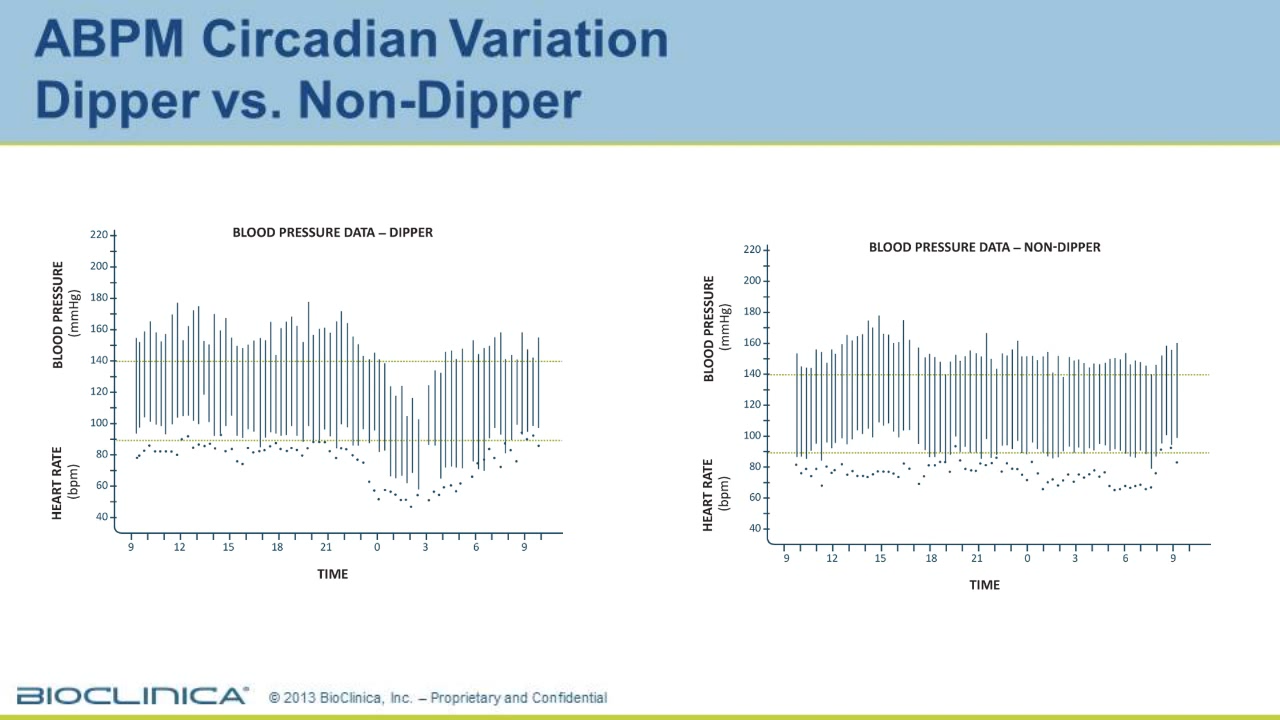 ABPM Circadian Variation
Dipper vs. Non-Dipper
BLOOD PRESSURE DATA – DIPPER
BLOOD PRESSURE
(mmHg)
HEART RATE
(bpm)
220
200
180
160
140
120
100
80
60
40
9 12 15 18 21 0 3 6 9
TIME
BLOOD PRESSURE DATA – NON-DIPPER
BLOOD PRESSURE
(mmHg)
HEART RATE
(bpm)
220
200
180
160
140
120
100
80
60
40
9 12 15 18 21 0 3 6 9
TIME
BIOCLINICA®
© 2013 BioClinica, Inc. – Proprietary and Confidential